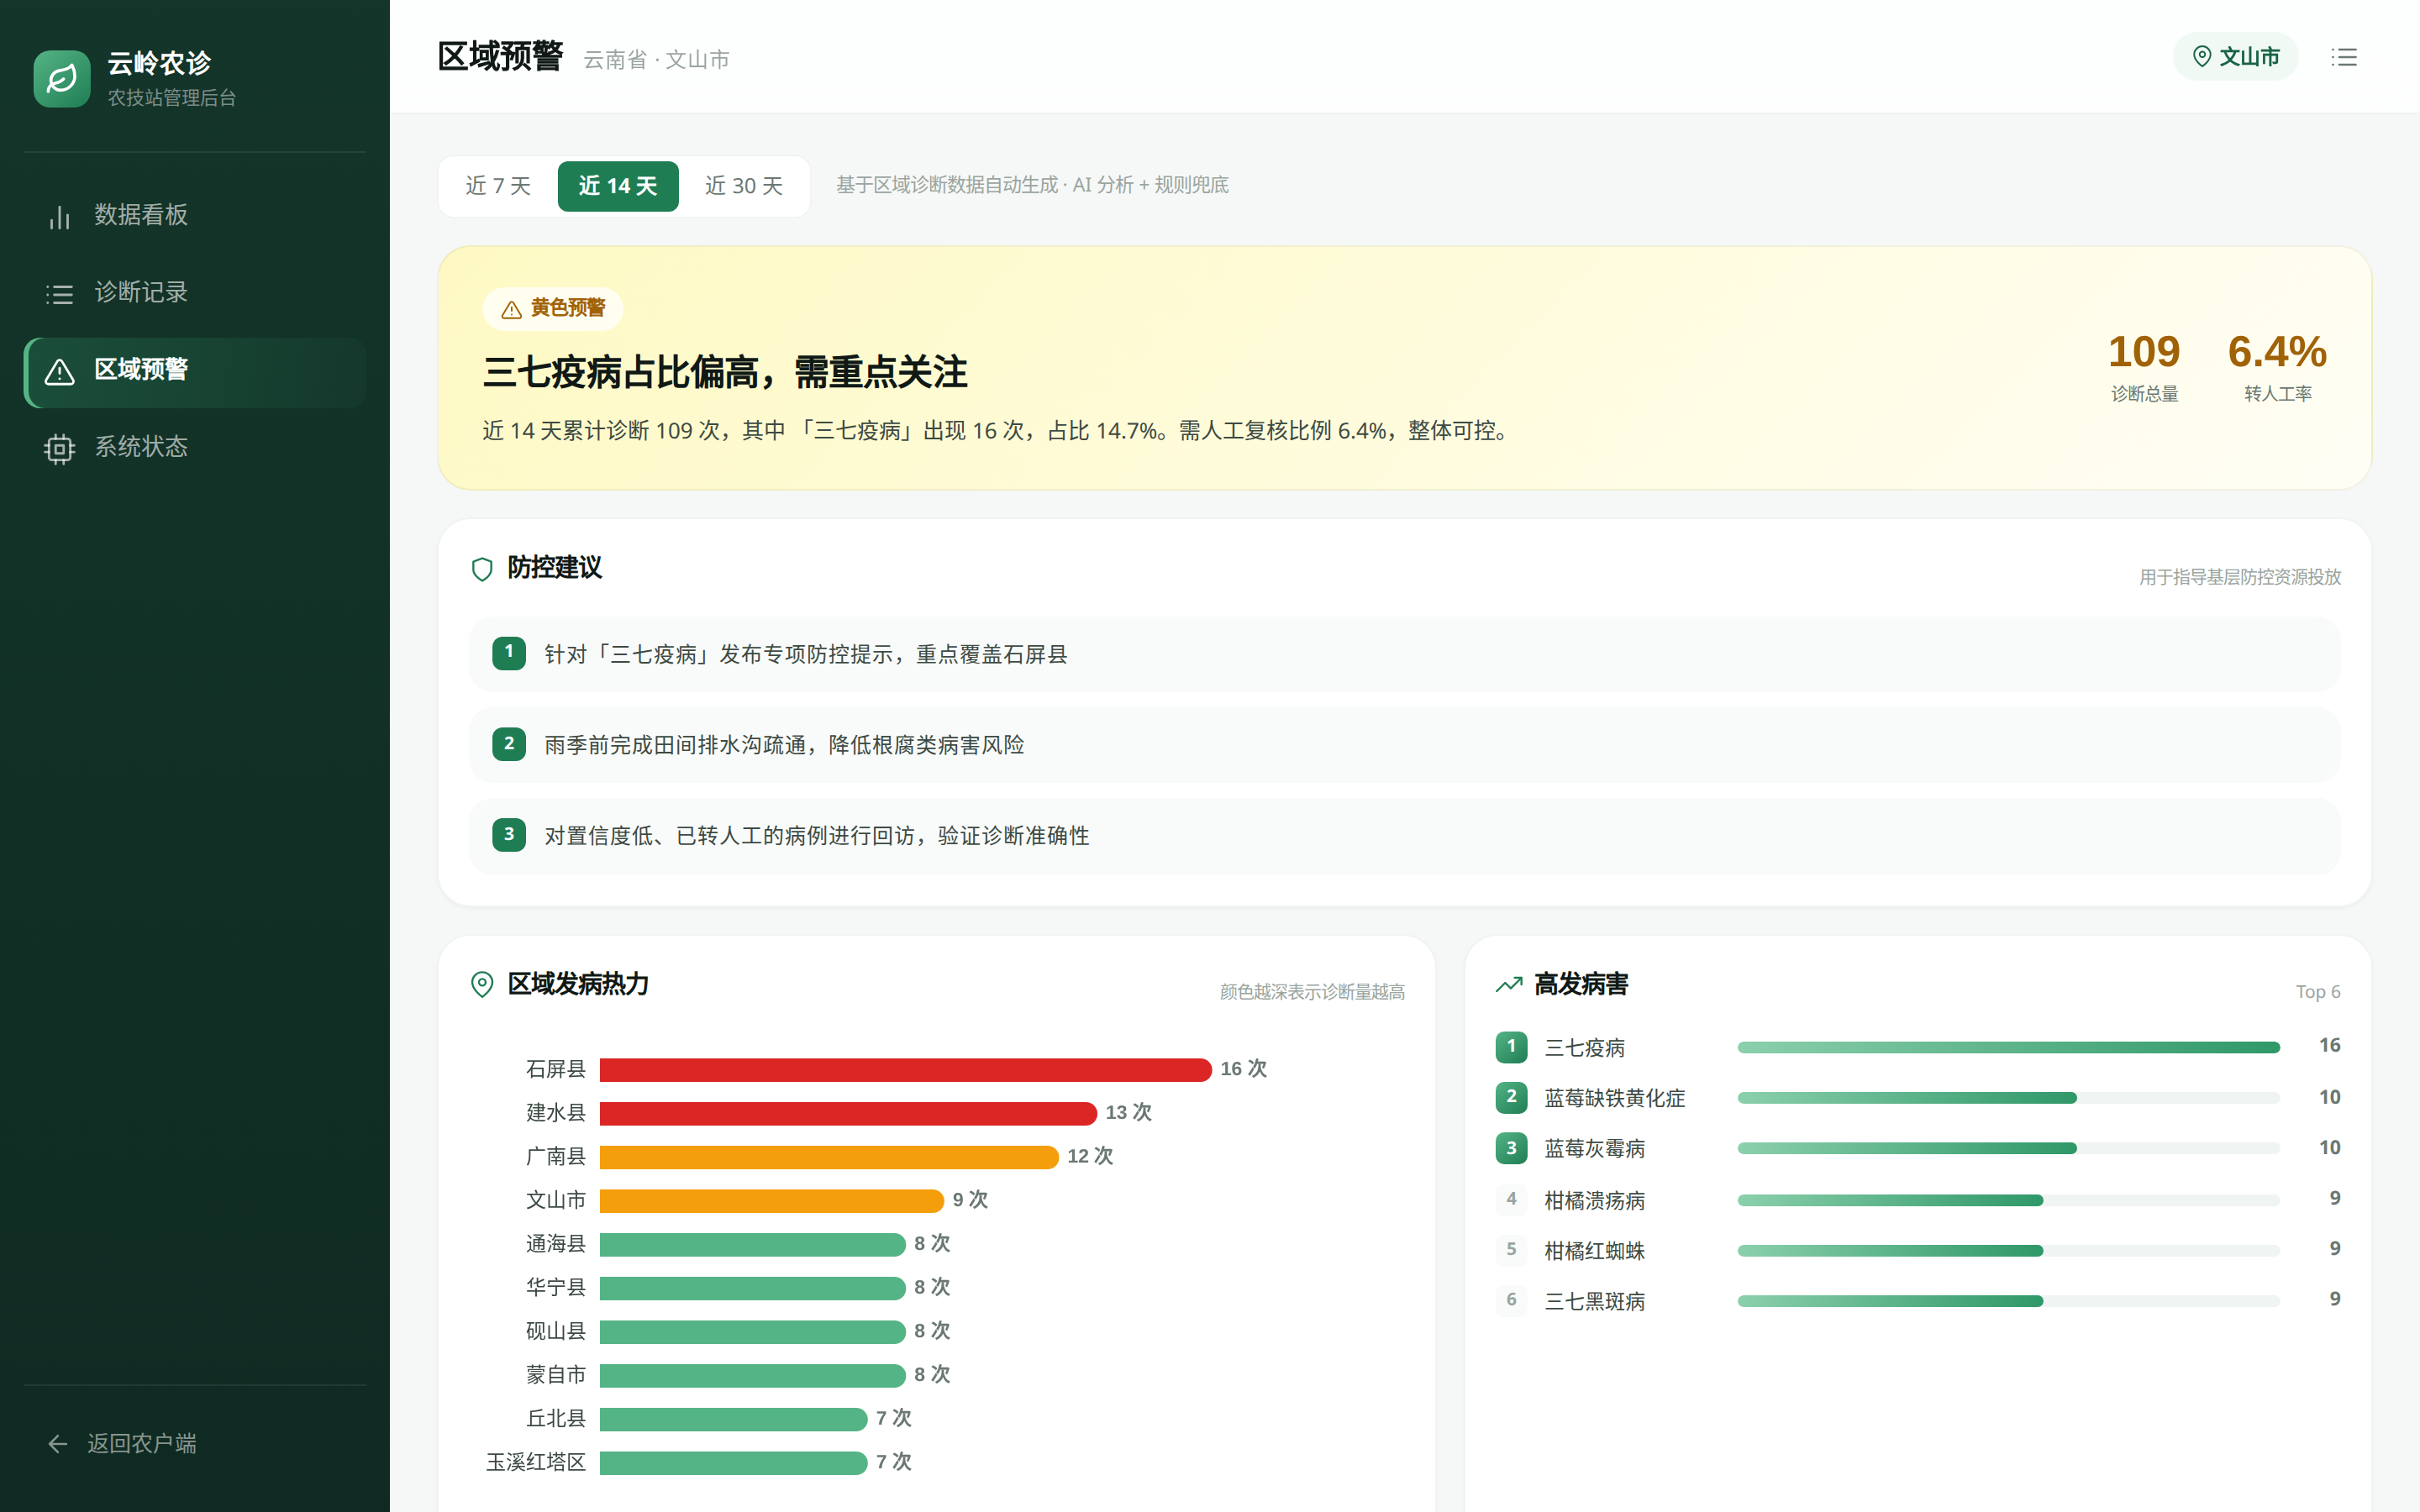 云岭农诊
农技站管理后台
数据看板
诊断记录
区域预警
系统状态
返回农户端
区域预警 云南省 · 文山市
文山市
近 7 天 近 14 天 近 30 天 基于区域诊断数据自动生成 · AI 分析 + 规则兜底
黄色预警
三七疫病占比偏高，需重点关注
近 14 天累计诊断 109 次，其中 「三七疫病」出现 16 次，占比 14.7%。需人工复核比例 6.4%，整体可控。
109 6.4%
诊断总量 转人工率
防控建议
用于指导基层防控资源投放
1 针对「三七疫病」发布专项防控提示，重点覆盖石屏县
2 雨季前完成田间排水沟疏通，降低根腐类病害风险
3 对置信度低、已转人工的病例进行回访，验证诊断准确性
区域发病热力
颜色越深表示诊断量越高
石屏县 16 次
建水县 13 次
广南县 12 次
文山市 9 次
通海县 8 次
华宁县 8 次
砚山县 8 次
蒙自市 8 次
丘北县 7 次
玉溪红塔区 7 次
高发病害
Top 6
1 三七疫病 16
2 蓝莓缺铁黄化症 10
3 蓝莓灰霉病 10
4 柑橘溃疡病 9
5 柑橘红蜘蛛 9
6 三七黑斑病 9